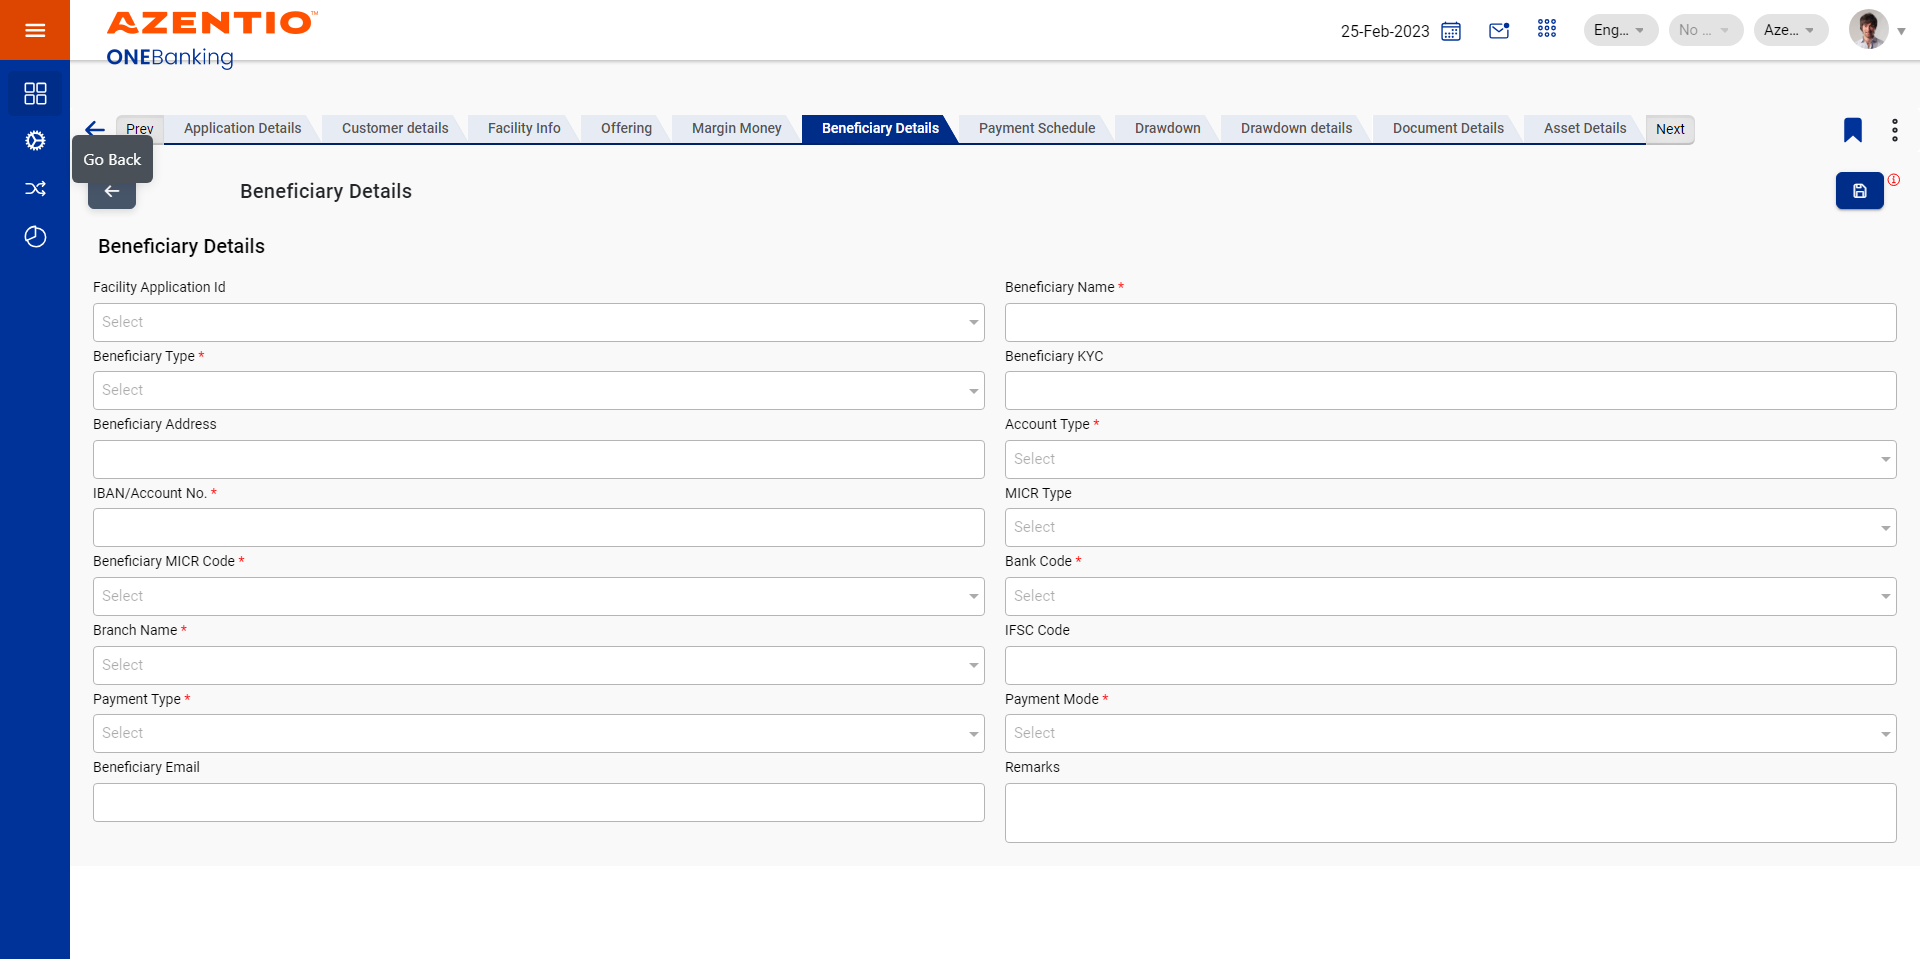 AZENTIO™
ONEBanking
25-Feb-2023
Eng...
No ...
Aze...
Prev
Application Details
Customer details
Facility Info
Offering
Margin Money
Beneficiary Details
Payment Schedule
Drawdown
Drawdown details
Document Details
Asset Details
Next
Go Back
Beneficiary Details
Beneficiary Details
Facility Application Id
Beneficiary Name *
Select
Beneficiary Type *
Beneficiary KYC
Select
Beneficiary Address
Account Type *
Select
IBAN/Account No. *
MICR Type
Select
Beneficiary MICR Code *
Bank Code *
Select
Select
Branch Name *
IFSC Code
Select
Payment Type *
Payment Mode *
Select
Select
Beneficiary Email
Remarks